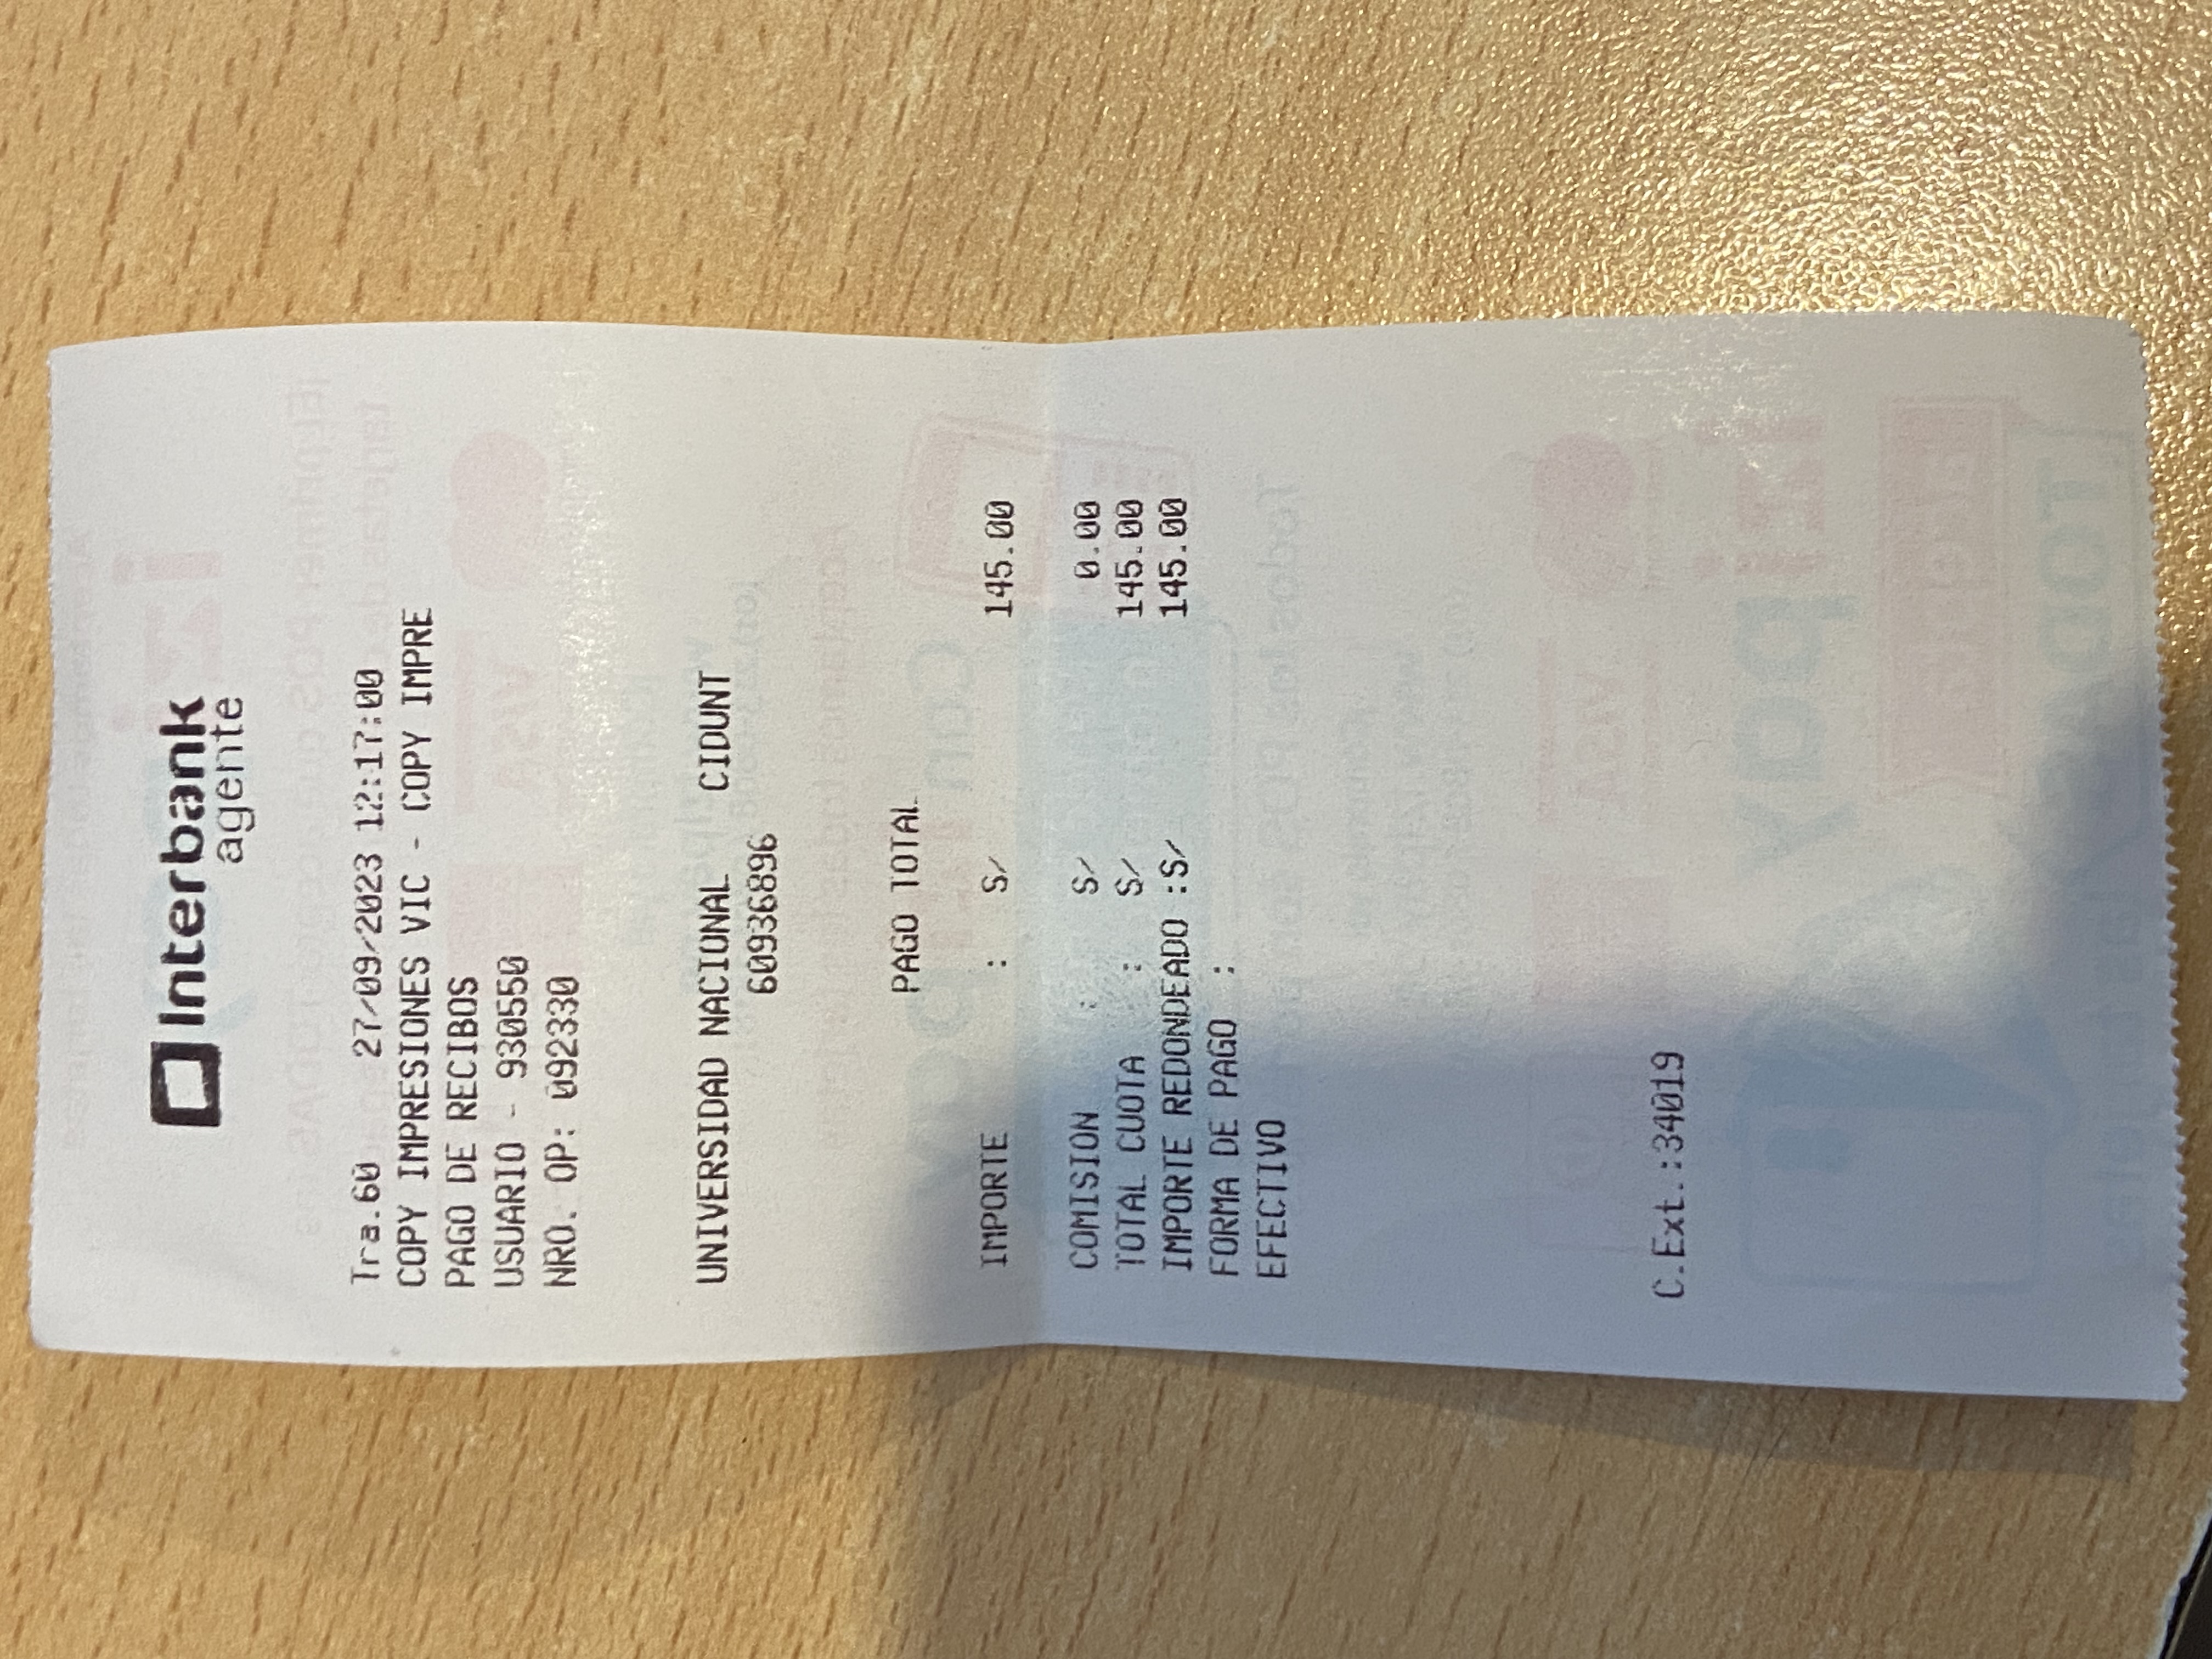 Interbank
agente
Tra.60 27/09/2023 12:17:00
COPY IMPRESIONES VIC - COPY IMPRE
PAGO DE RECIBOS
USUARIO - 930550
NRO. OP: 092330
UNIVERSIDAD NACIONAL CIDUNT
60936896
PAGO TOTAL
IMPORTE : S/ 145.00
COMISION : S/ 0.00
TOTAL CUOTA : S/ 145.00
IMPORTE REDONDEADO :S/ 145.00
FORMA DE PAGO :
EFECTIVO
C.Ext.:34019